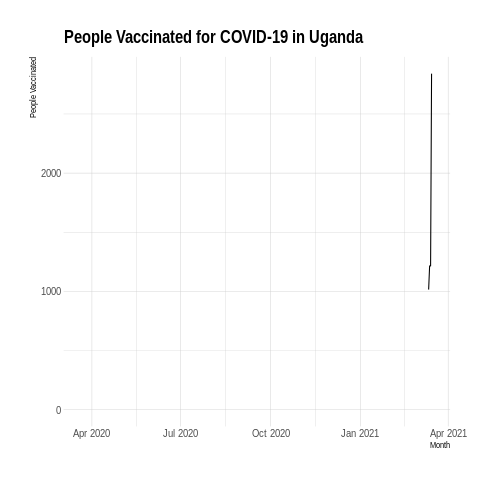 People Vaccinated for COVID-19 in Uganda
People Vaccinated
2000
1000
0
Apr 2020 Jul 2020 Oct 2020 Jan 2021 Apr 2021
Month